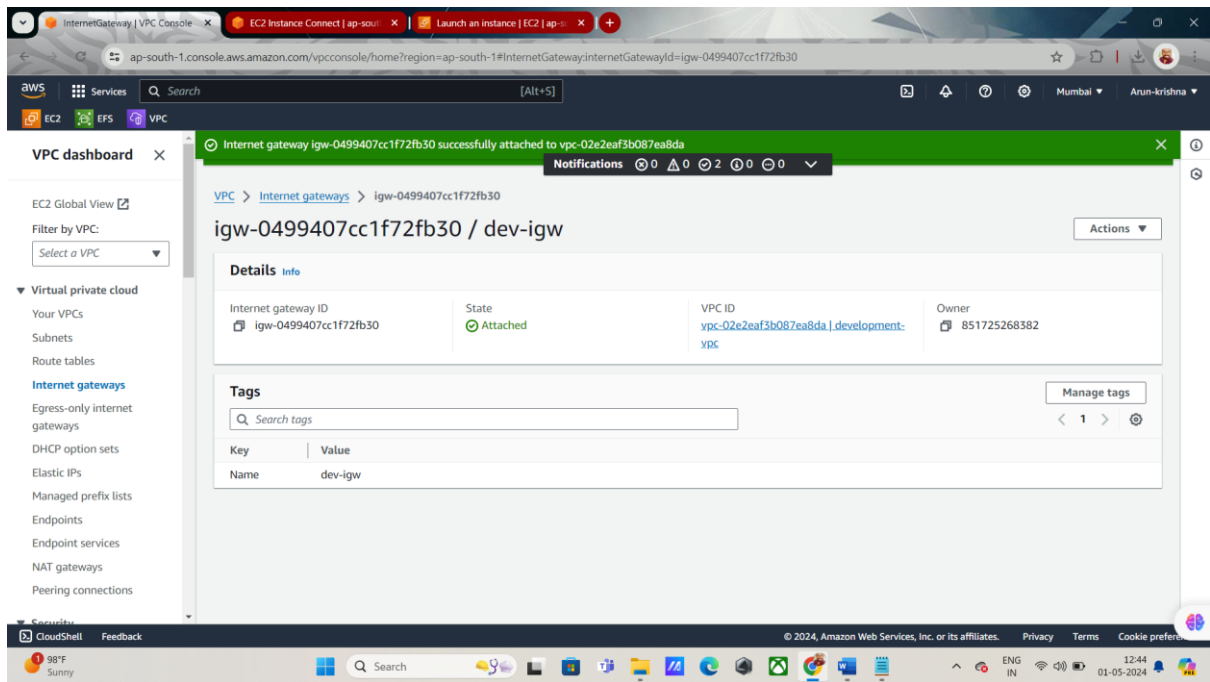 InternetGateway | VPC Console
EC2 Instance Connect | ap-sout
Launch an instance | EC2 | ap-s
ap-south-1.console.aws.amazon.com/vpcconsole/home?region=ap-south-1#InternetGateway:internetGatewayId=igw-0499407cc1f72fb30
aws Services Search [Alt+S] Mumbai ▼ Arun-krishna ▼
EC2 EFS VPC
VPC dashboard
EC2 Global View
Filter by VPC:
Select a VPC
Virtual private cloud
Your VPCs
Subnets
Route tables
Internet gateways
Egress-only internet
gateways
DHCP option sets
Elastic IPs
Managed prefix lists
Endpoints
Endpoint services
NAT gateways
Peering connections
Security
Internet gateway igw-0499407cc1f72fb30 successfully attached to vpc-02e2eaf3b087ea8da
Notifications 0 0 2 0 0
VPC > Internet gateways > igw-0499407cc1f72fb30
igw-0499407cc1f72fb30 / dev-igw
Actions ▼
Details Info
Internet gateway ID
igw-0499407cc1f72fb30
State
Attached
VPC ID
vpc-02e2eaf3b087ea8da | development-
vpc
Owner
851725268382
Tags
Manage tags
Search tags
< 1 >
Key Value
Name dev-igw
CloudShell Feedback © 2024, Amazon Web Services, Inc. or its affiliates. Privacy Terms Cookie prefere
1
98°F
Sunny
Search
ENG
IN
12:44
01-05-2024
PRE